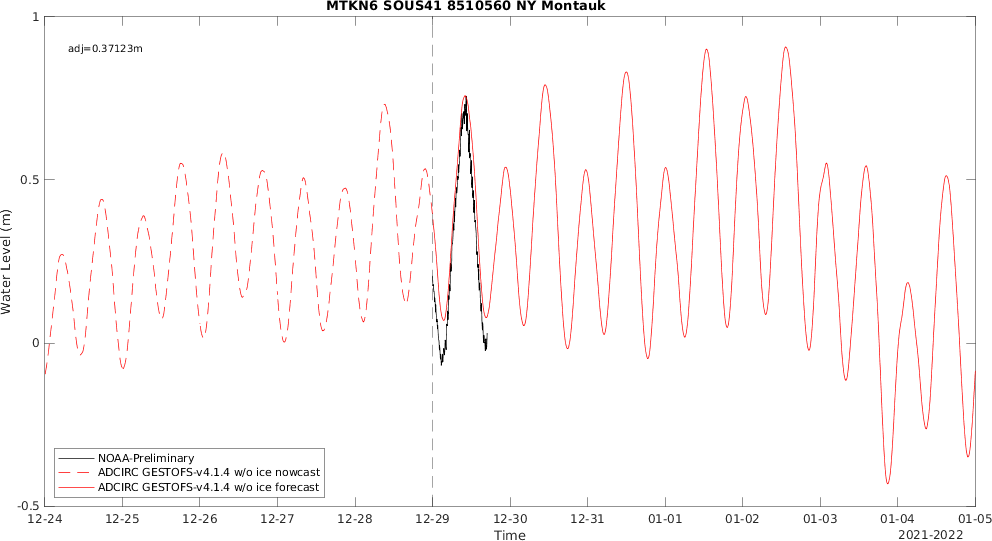 MTKN6 SOUS41 8510560 NY Montauk
adj=0.37123m
Water Level (m)
1
0.5
0
-0.5
NOAA-Preliminary
ADCIRC GESTOFS-v4.1.4 w/o ice nowcast
ADCIRC GESTOFS-v4.1.4 w/o ice forecast
12-24 12-25 12-26 12-27 12-28 12-29 12-30 12-31 01-01 01-02 01-03 01-04 01-05
Time
2021-2022